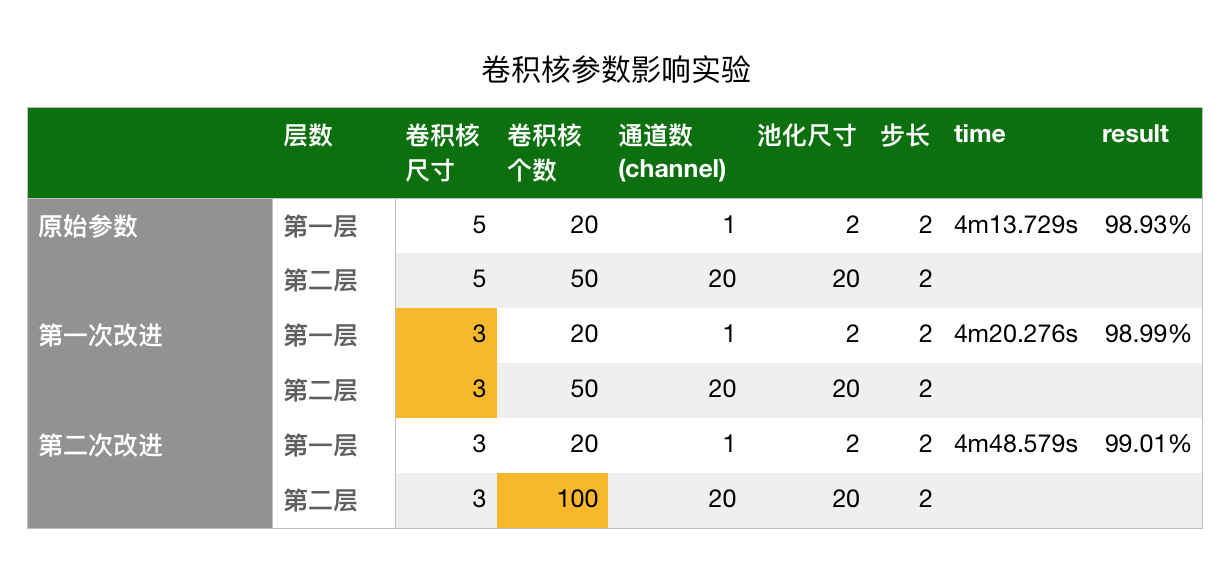 卷积核参数影响实验
层数 卷积核尺寸 卷积核个数 通道数(channel) 池化尺寸 步长 time result
原始参数 第一层 5 20 1 2 2 4m13.729s 98.93%
第二层 5 50 20 20 2
第一次改进 第一层 3 20 1 2 2 4m20.276s 98.99%
第二层 3 50 20 20 2
第二次改进 第一层 3 20 1 2 2 4m48.579s 99.01%
第二层 3 100 20 20 2